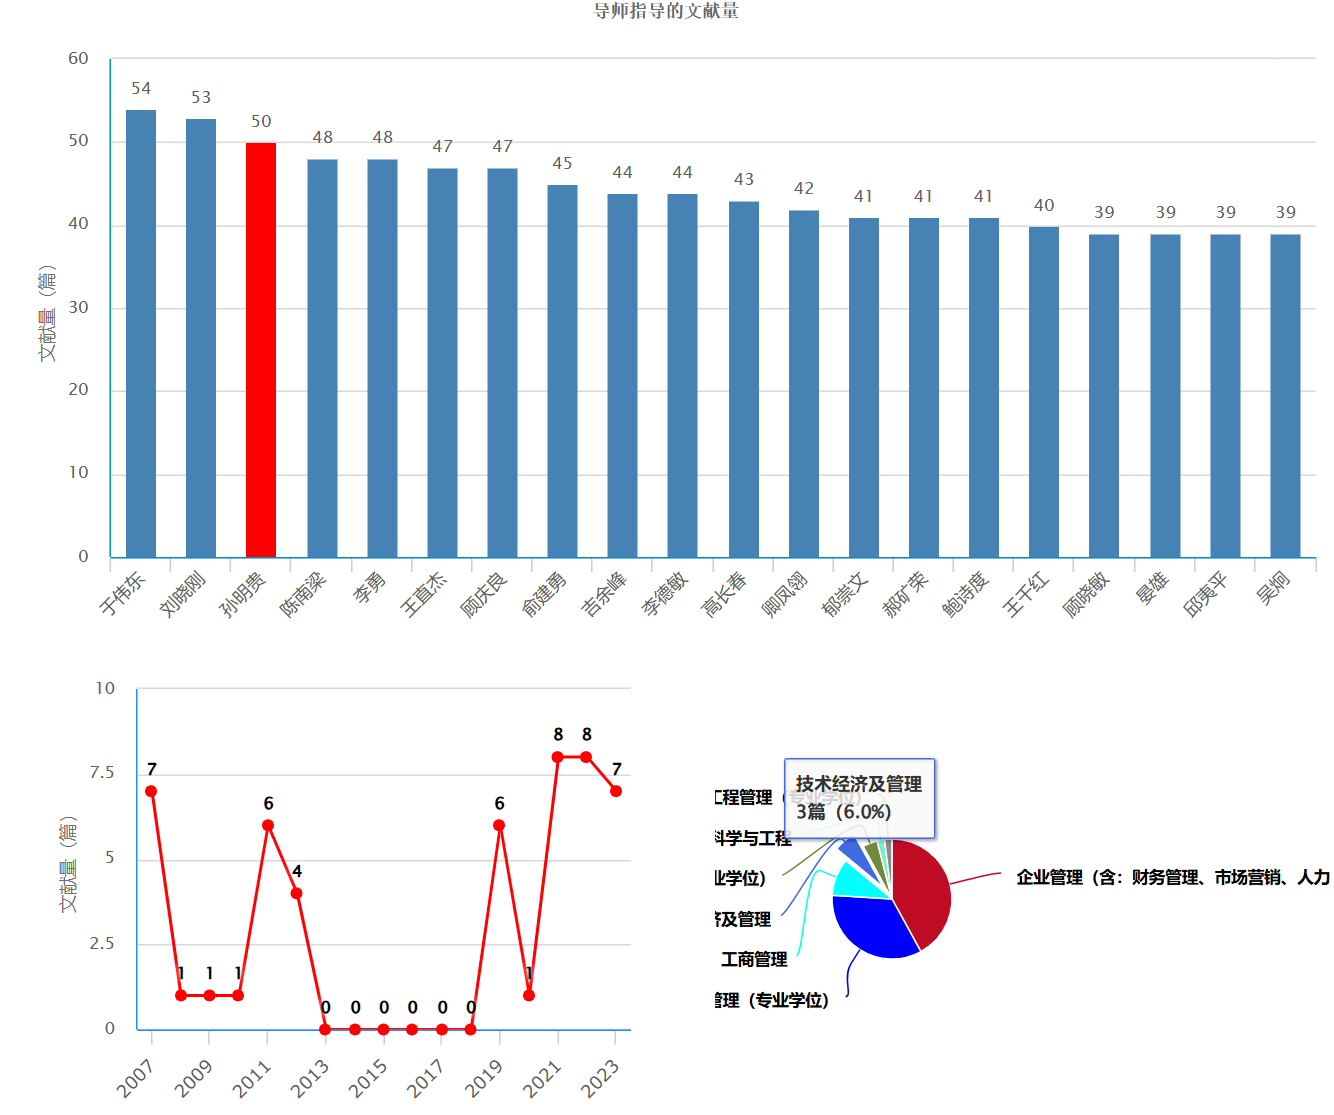 导师指导的文献量
60
50
40
30
20
10
0
文献量（篇）
54
53
50
48
48
47
47
45
44
44
43
42
41
41
41
40
39
39
39
39
于伟东
刘晓刚
孙明贵
陈南梁
李勇
王直杰
顾庆良
俞建勇
吉余峰
李德敏
高长春
卿凤翎
郁崇文
郝矿荣
鲍诗度
王千红
顾晓敏
晏雄
邱夷平
吴炯
10
7.5
5
2.5
0
文献量（篇）
7
1
1
1
6
4
0
0
0
0
0
0
6
1
8
8
7
2007
2009
2011
2013
2015
2017
2019
2021
2023
技术经济及管理
3篇（6.0%）
工程管理（专业学位）
科学与工程
业学位）
济及管理
工商管理
管理（专业学位）
企业管理（含：财务管理、市场营销、人力